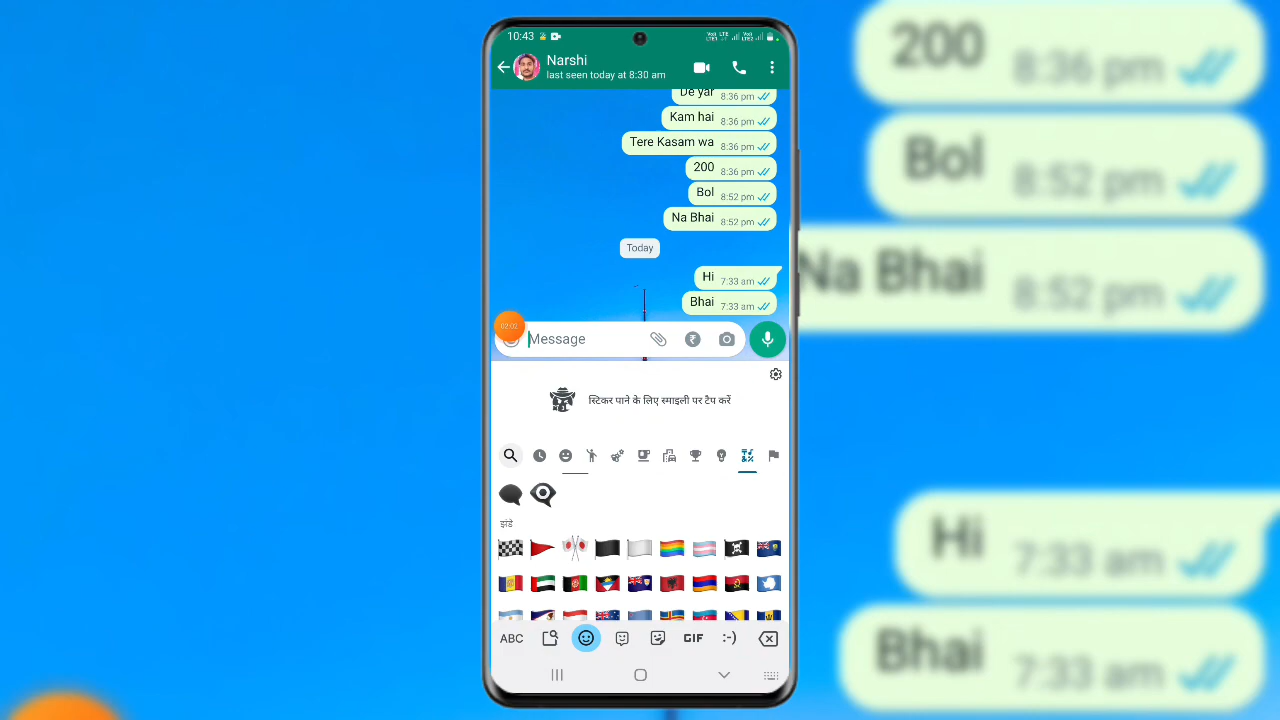 10:43
Narshi
last seen today at 8:30 am
De yar 8:36 pm
Kam hai 8:36 pm
Tere Kasam wa 8:36 pm
200 8:36 pm
Bol 8:52 pm
Na Bhai 8:52 pm
Today
Hi 7:33 am
Bhai 7:33 am
02:02
Message
स्टिकर पाने के लिए स्माइली पर टैप करें
झंडे
ABC
GIF
:-)
200 8:36 pm
Bol 8:52 pm
Na Bhai 8:52 pm
Hi 7:33 am
Bhai 7:33 am